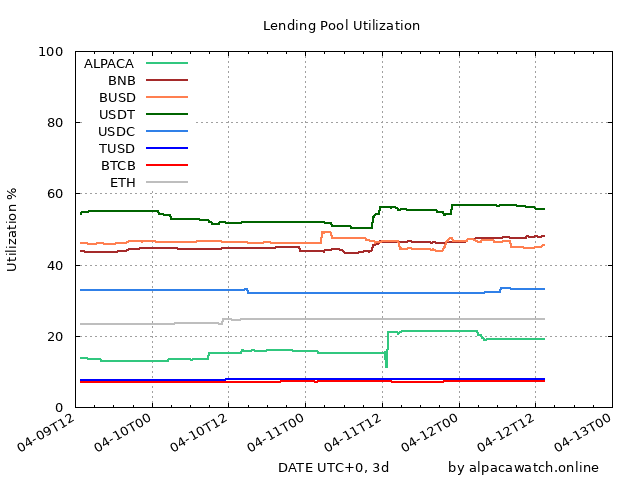 Lending Pool Utilization
Utilization %
100
80
60
40
20
0
ALPACA
BNB
BUSD
USDT
USDC
TUSD
BTCB
ETH
04-09T12
04-10T00
04-10T12
04-11T00
04-11T12
04-12T00
04-12T12
04-13T00
DATE UTC+0, 3d
by alpacawatch.online